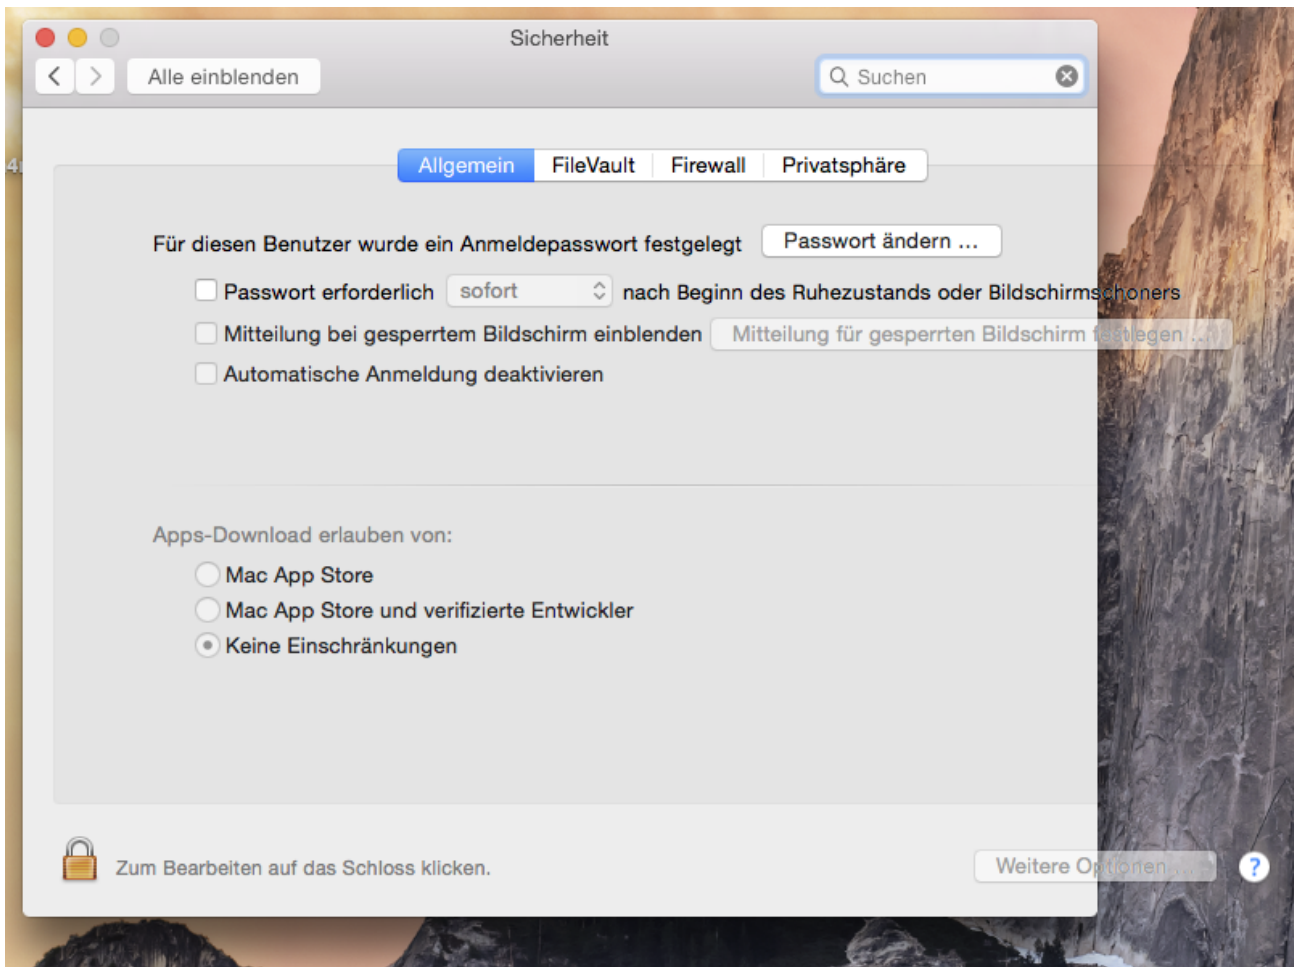 Sicherheit
Alle einblenden
Suchen
Allgemein FileVault Firewall Privatsphäre
Für diesen Benutzer wurde ein Anmeldepasswort festgelegt Passwort ändern ...
Passwort erforderlich sofort nach Beginn des Ruhezustands oder Bildschirmschoners
Mitteilung bei gesperrtem Bildschirm einblenden Mitteilung für gesperrten Bildschirm festlegen ...
Automatische Anmeldung deaktivieren
Apps-Download erlauben von:
Mac App Store
Mac App Store und verifizierte Entwickler
Keine Einschränkungen
Zum Bearbeiten auf das Schloss klicken.
Weitere Optionen ... ?